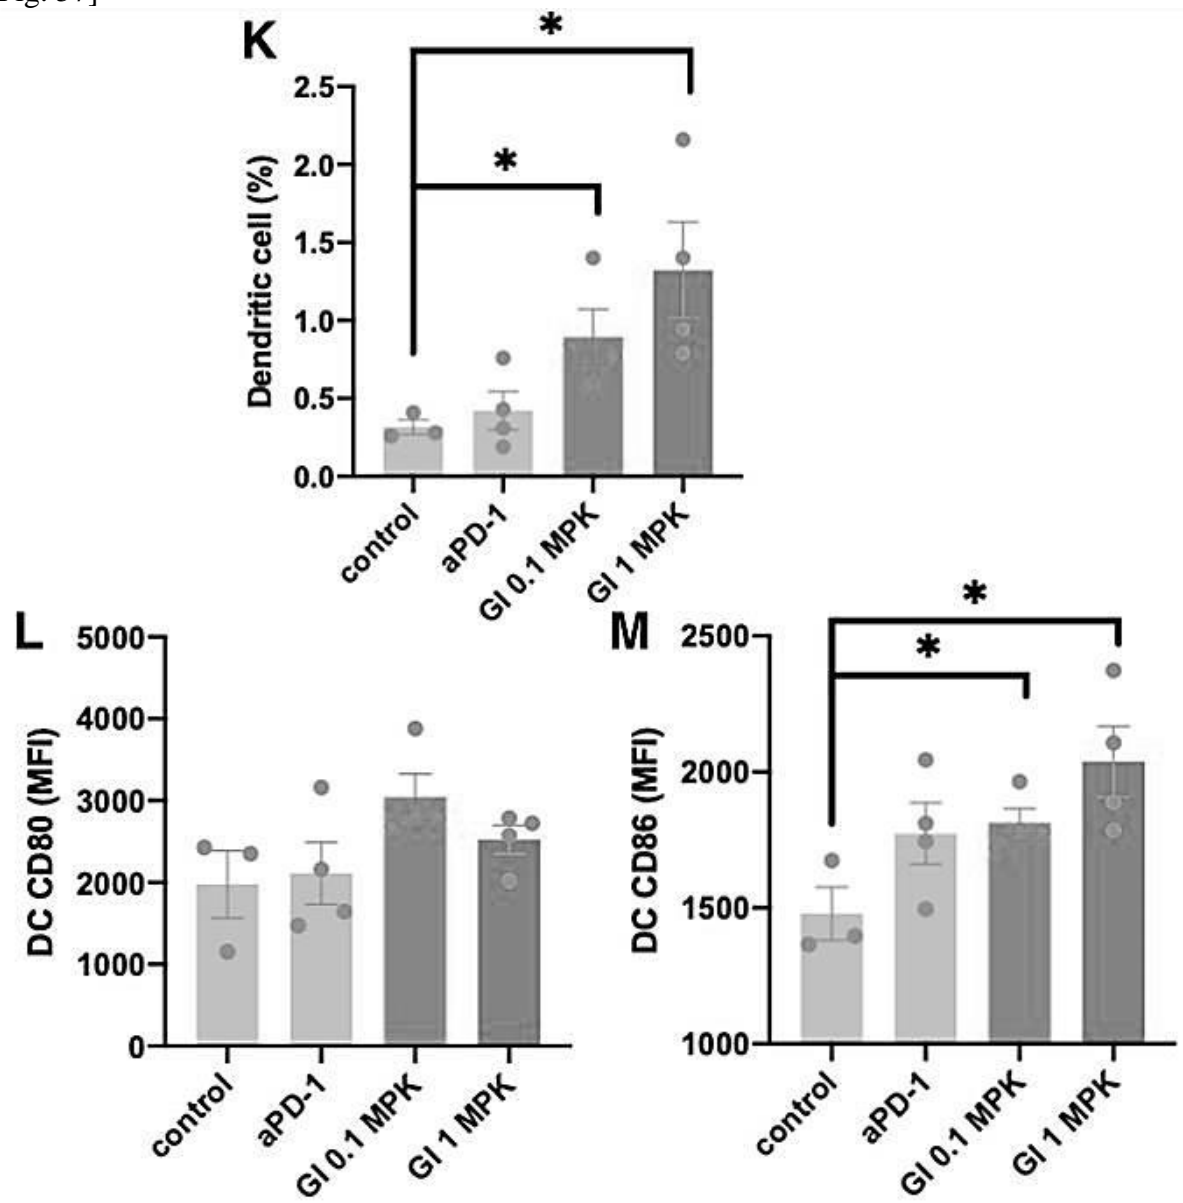 K
*
*
2.5
2.0
1.5
1.0
0.5
0.0
Dendritic cell (%)
control
aPD-1
GI 0.1 MPK
GI 1 MPK
L
5000
4000
3000
2000
1000
0
DC CD80 (MFI)
control
aPD-1
GI 0.1 MPK
GI 1 MPK
M
*
*
2500
2000
1500
1000
DC CD86 (MFI)
control
aPD-1
GI 0.1 MPK
GI 1 MPK